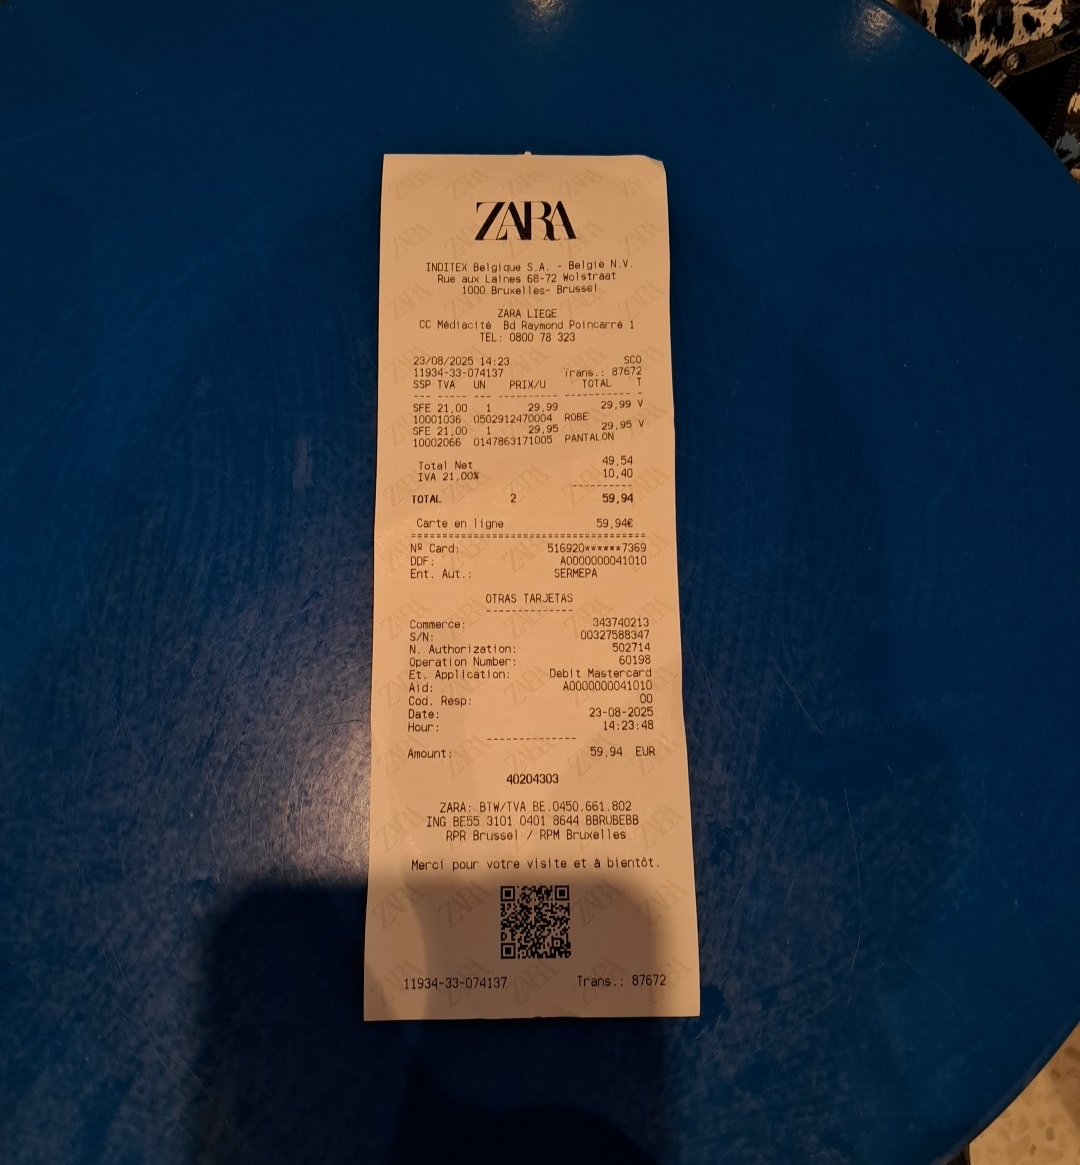 ZARA
INDITEX Belgique S.A. - Belgie N.V.
Rue aux Laines 68-72 Wolstraat
1000 Bruxelles- Brussel
ZARA LIEGE
CC Médiacité Bd Raymond Poincarré 1
TEL: 0800 78 323
23/08/2025 14:23 SCO
11934-33-074137 Trans.: 87672
SSP TVA UN PRIX/U TOTAL T
SFE 21,00 1 29,99 29,99 V
10001036 0502912470004 ROBE
SFE 21,00 1 29,95 29,95 V
10002066 0147863171005 PANTALON
Total Net 49,54
IVA 21,00% 10,40
TOTAL 2 59,94
Carte en ligne 59,94€
Nº Card: 516920******7369
DDF: A0000000041010
Ent. Aut.: SERMEPA
OTRAS TARJETAS
Commerce: 343740213
S/N: 00327588347
N. Authorization: 502714
Operation Number: 60198
Et. Application: Debit Mastercard
Aid: A0000000041010
Cod. Resp: 00
Date: 23-08-2025
Hour: 14:23:48
Amount: 59,94 EUR
40204303
ZARA: BTW/TVA BE.0450.661.802
ING BE55 3101 0401 8644 BBRUBEBB
RPR Brussel / RPM Bruxelles
Merci pour votre visite et à bientôt.
11934-33-074137 Trans.: 87672